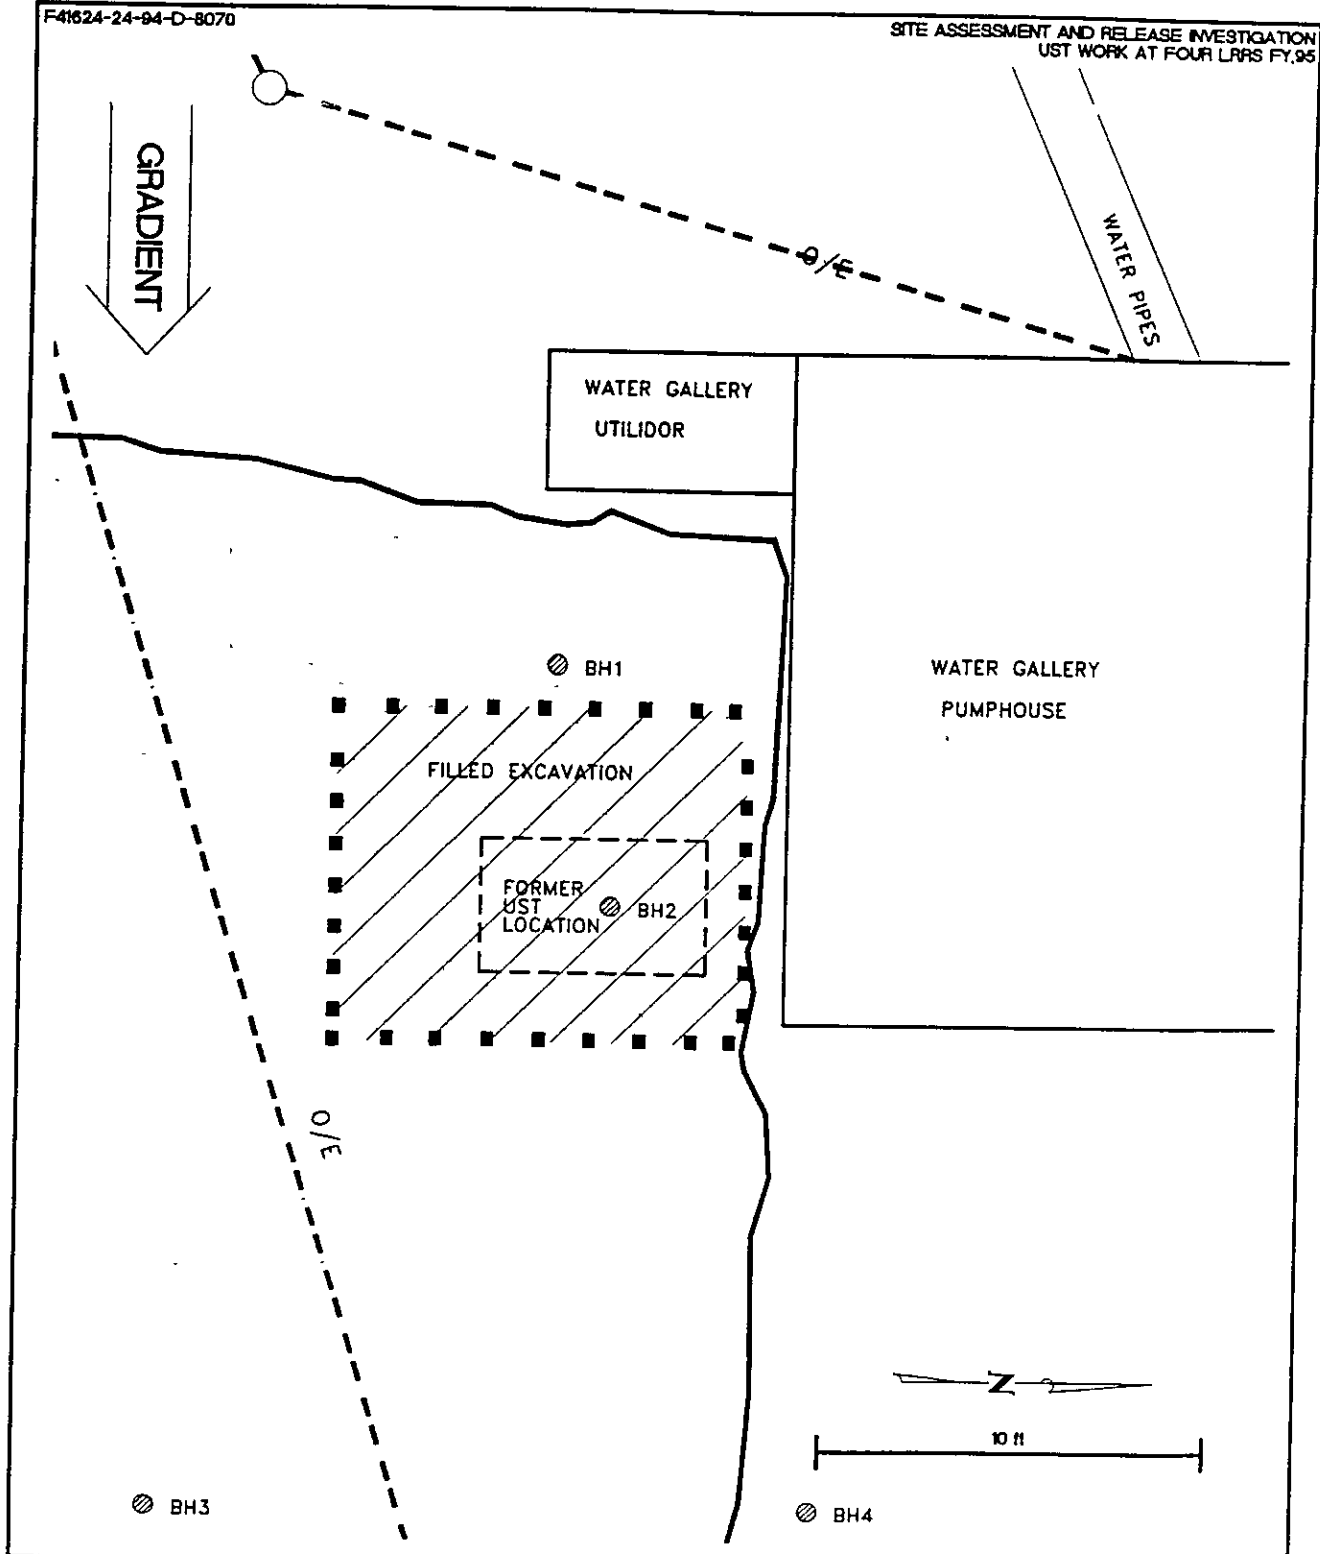 F41624-24-94-D-8070
SITE ASSESSMENT AND RELEASE INVESTIGATION
UST WORK AT FOUR LRRS FY.95
GRADIENT
O/E
WATER PIPES
WATER GALLERY
UTILIDOR
BH1
WATER GALLERY
PUMPHOUSE
FILLED EXCAVATION
FORMER
UST
LOCATION
BH2
O/E
N
10 ft
BH3
BH4